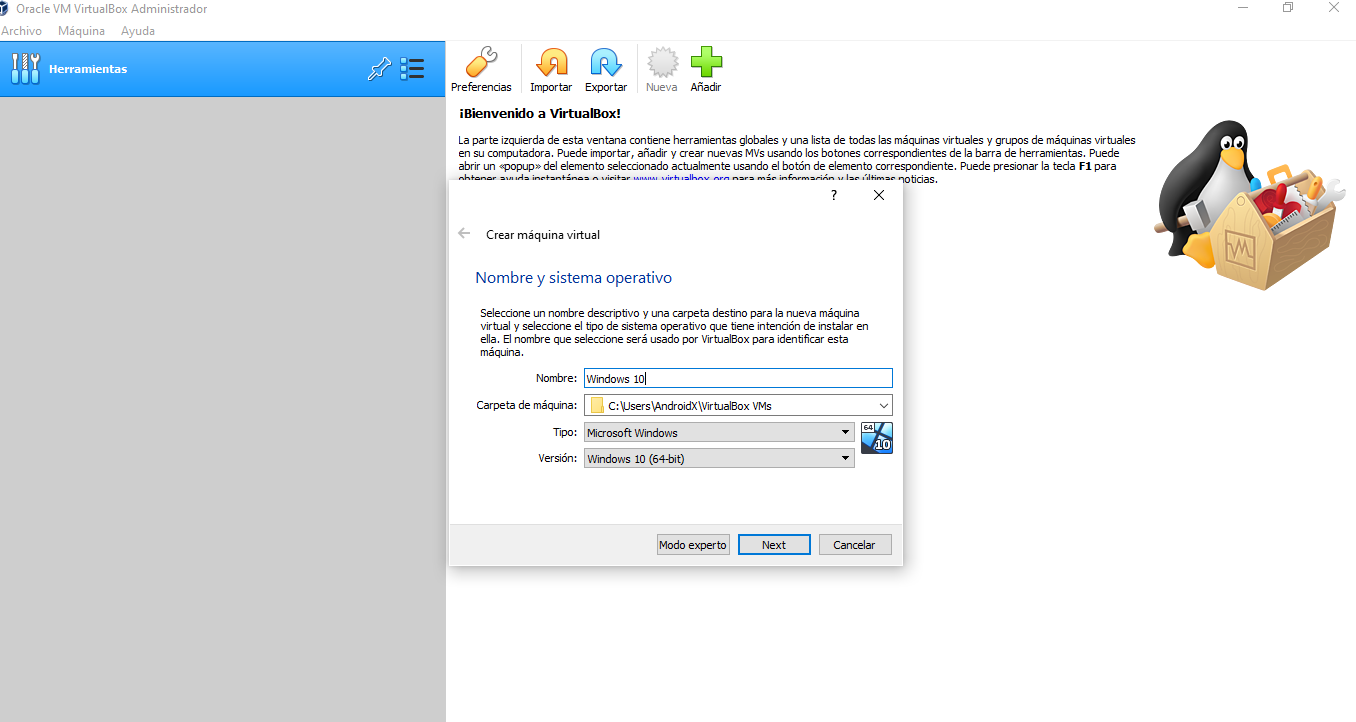 Oracle VM VirtualBox Administrador
Archivo Máquina Ayuda
Herramientas
Preferencias Importar Exportar Nueva Añadir
¡Bienvenido a VirtualBox!
La parte izquierda de esta ventana contiene herramientas globales y una lista de todas las máquinas virtuales y grupos de máquinas virtuales
en su computadora. Puede importar, añadir y crear nuevas MVs usando los botones correspondientes de la barra de herramientas. Puede
abrir un «popup» del elemento seleccionado actualmente usando el botón de elemento correspondiente. Puede presionar la tecla F1 para
obtener ayuda instantánea o visitar www.virtualbox.org para más información y las últimas noticias.
?
Crear máquina virtual
Nombre y sistema operativo
Seleccione un nombre descriptivo y una carpeta destino para la nueva máquina
virtual y seleccione el tipo de sistema operativo que tiene intención de instalar en
ella. El nombre que seleccione será usado por VirtualBox para identificar esta
máquina.
Nombre: Windows 10
Carpeta de máquina: C:\Users\AndroidX\VirtualBox VMs
Tipo: Microsoft Windows
64
10
Versión: Windows 10 (64-bit)
Modo experto Next Cancelar